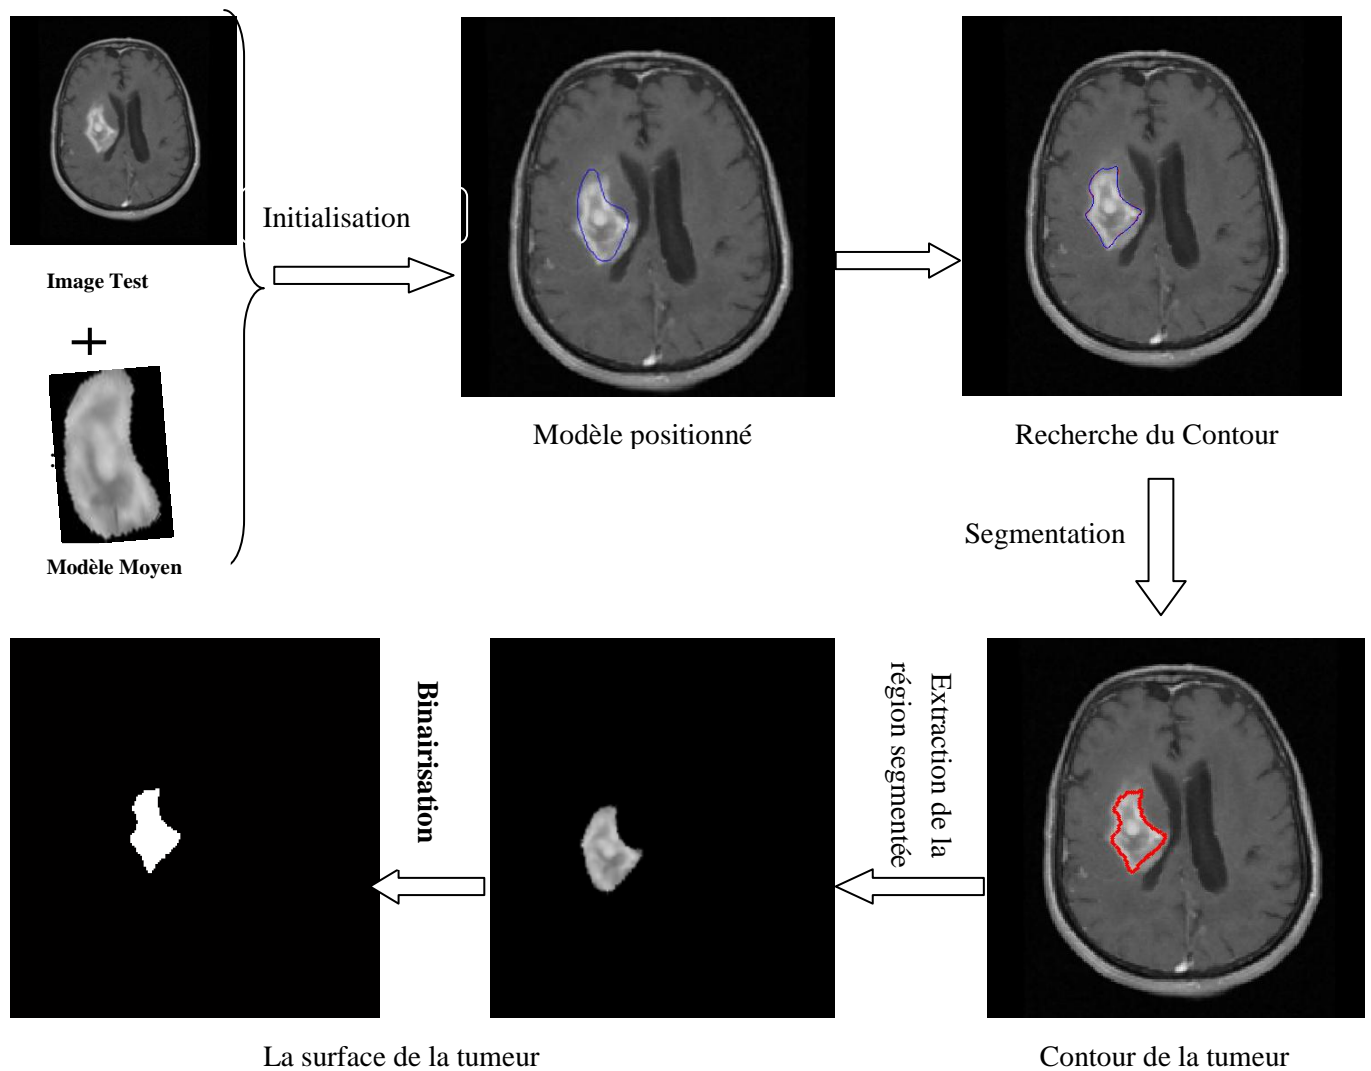 Image Test
+
Modèle Moyen
Initialisation
Modèle positionné
Recherche du Contour
Segmentation
Contour de la tumeur
Extraction de la
région segmentée
Binairisation
La surface de la tumeur